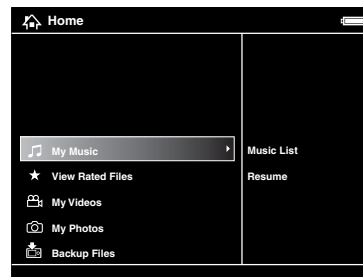 Home
My Music
View Rated Files
My Videos
My Photos
Backup Files
Music List
Resume